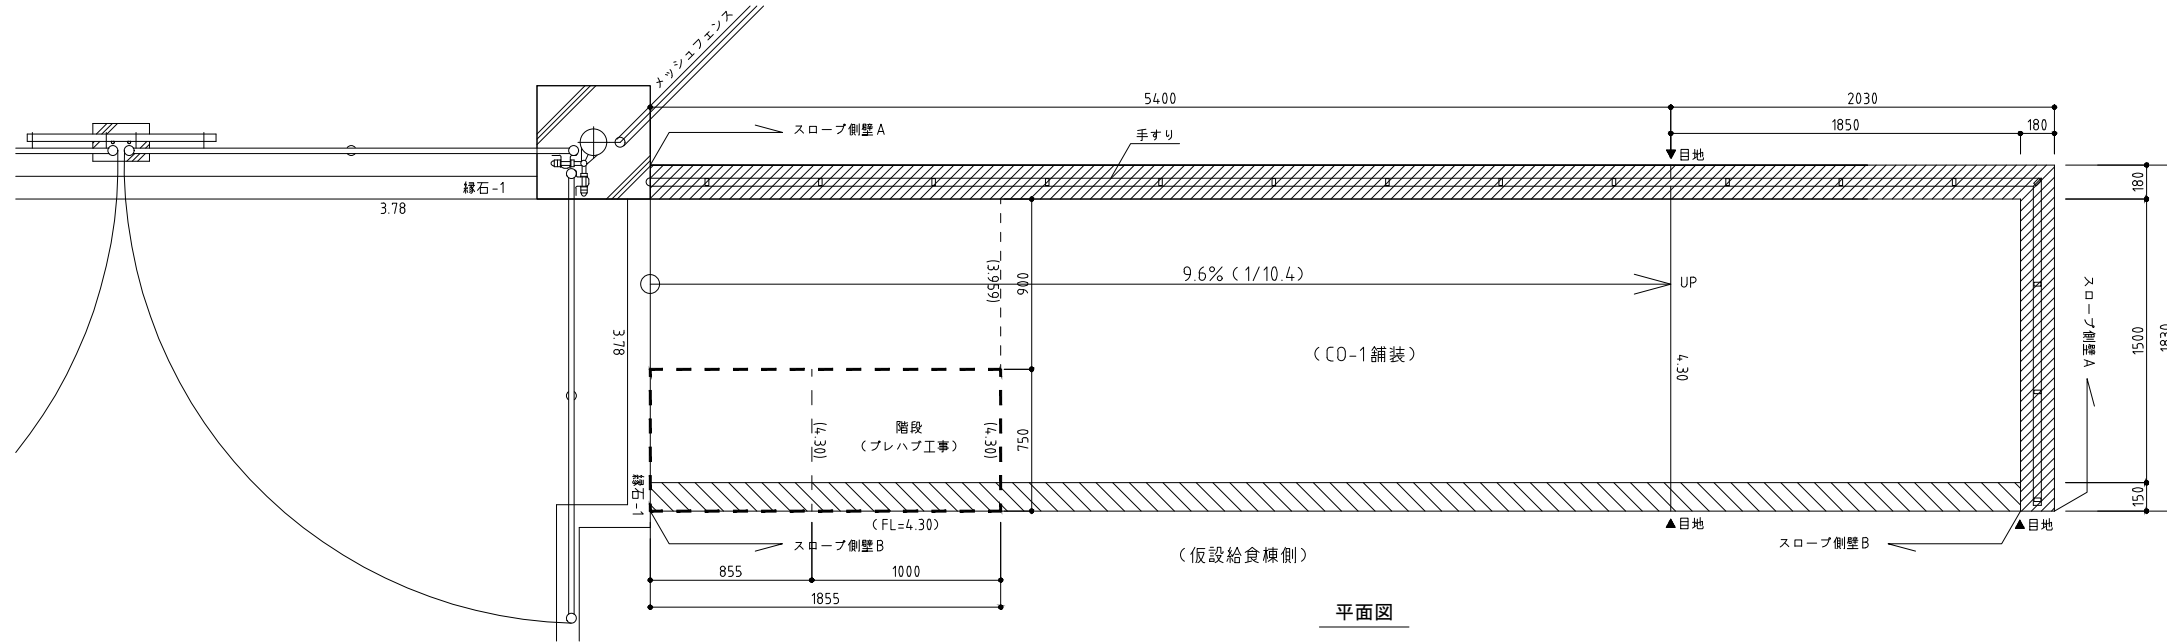 メッシュフェンス
5400
2030
スロープ側壁A
手すり
1850
180
目地
縁石-1
3.78
180
(3.959)
900
9.6% (1/10.4)
UP
スロープ側壁A
3.78
(CO-1舗装)
4.30
1500
1830
階段
(プレハブ工事)
(4.30)
(4.30)
750
縁石-1
150
(FL=4.30)
目地
目地
スロープ側壁B
スロープ側壁B
(仮設給食棟側)
855
1000
1855
平面図